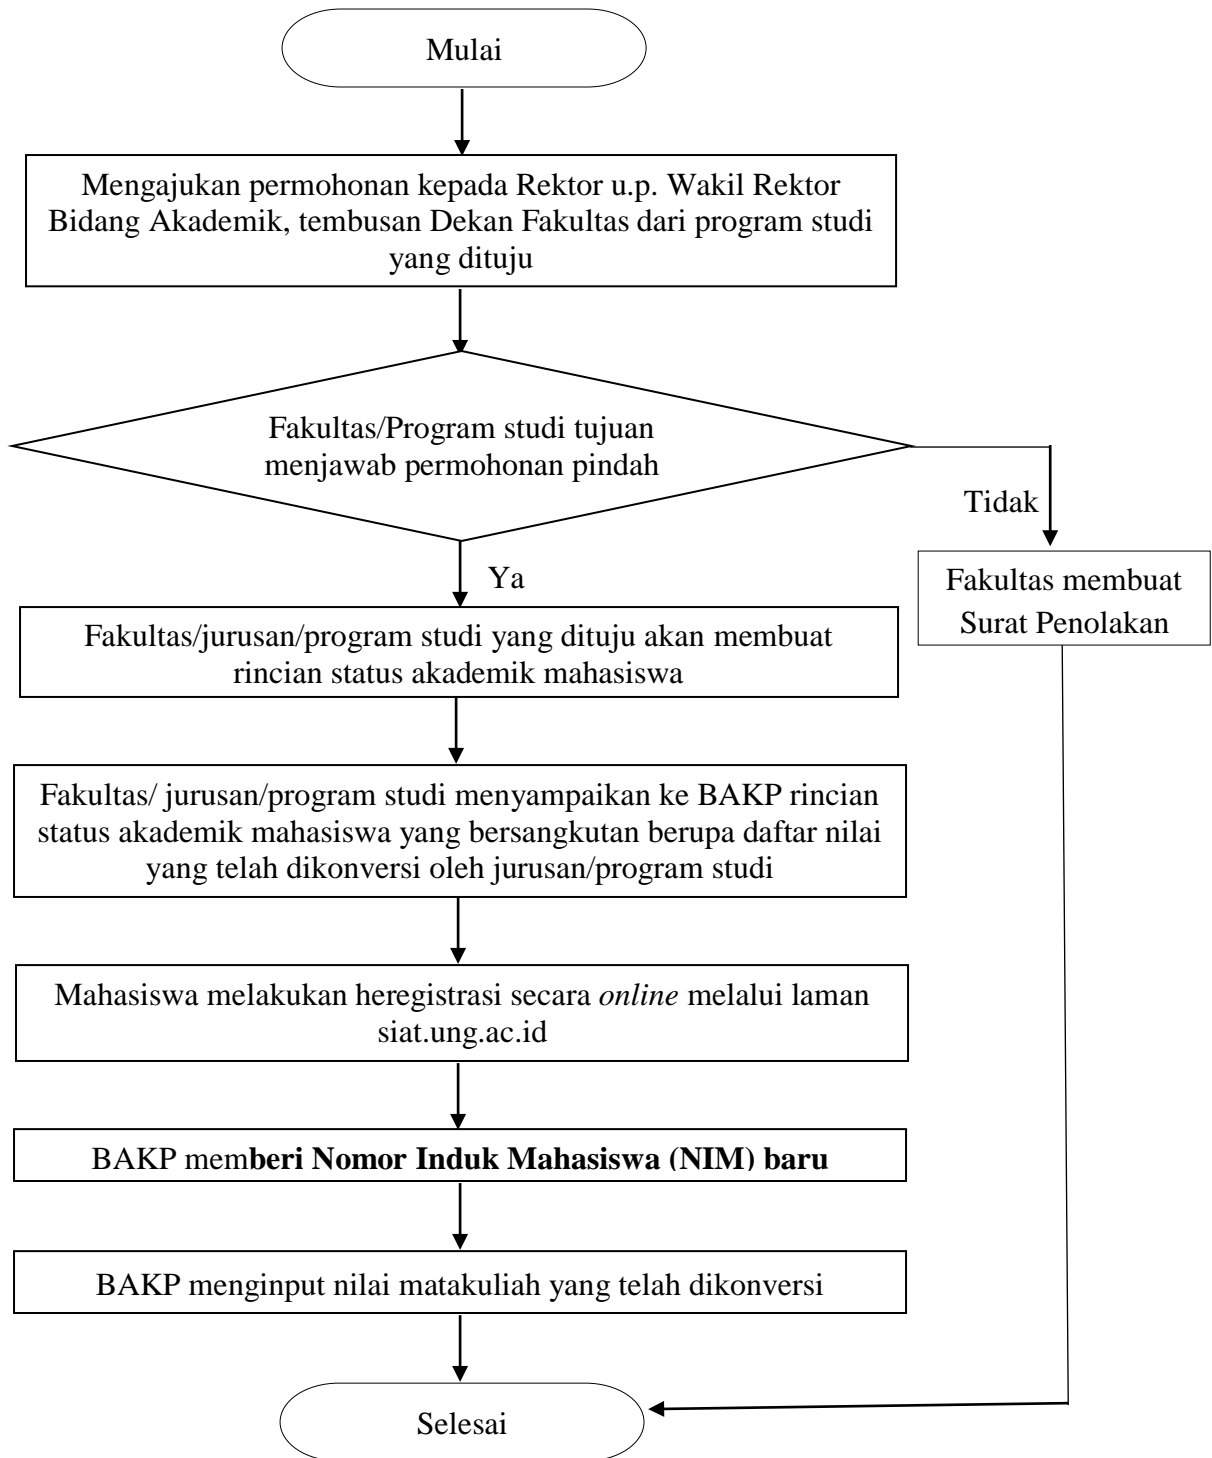 Mulai
Mengajukan permohonan kepada Rektor u.p. Wakil Rektor
Bidang Akademik, tembusan Dekan Fakultas dari program studi
yang dituju
Fakultas/Program studi tujuan
menjawab permohonan pindah
Tidak
Ya
Fakultas membuat
Surat Penolakan
Fakultas/jurusan/program studi yang dituju akan membuat
rincian status akademik mahasiswa
Fakultas/ jurusan/program studi menyampaikan ke BAKP rincian
status akademik mahasiswa yang bersangkutan berupa daftar nilai
yang telah dikonversi oleh jurusan/program studi
Mahasiswa melakukan heregistrasi secara online melalui laman
siat.ung.ac.id
BAKP memberi Nomor Induk Mahasiswa (NIM) baru
BAKP menginput nilai matakuliah yang telah dikonversi
Selesai